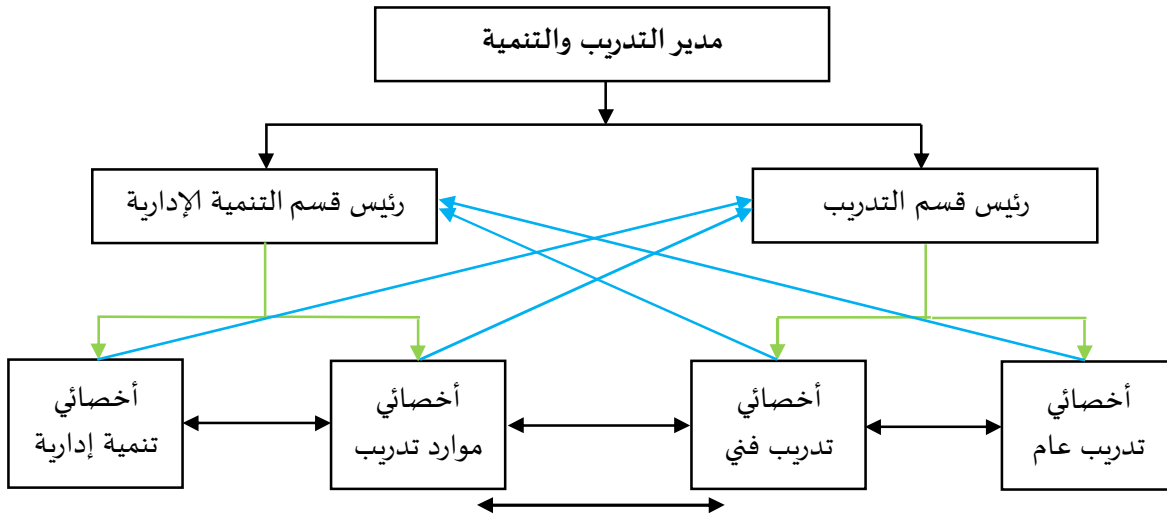 مدير التدريب والتنمية
رئيس قسم التدريب
رئيس قسم التنمية الإدارية
أخصائي
تدريب عام
أخصائي
تدريب فني
أخصائي
موارد تدريب
أخصائي
تنمية إدارية